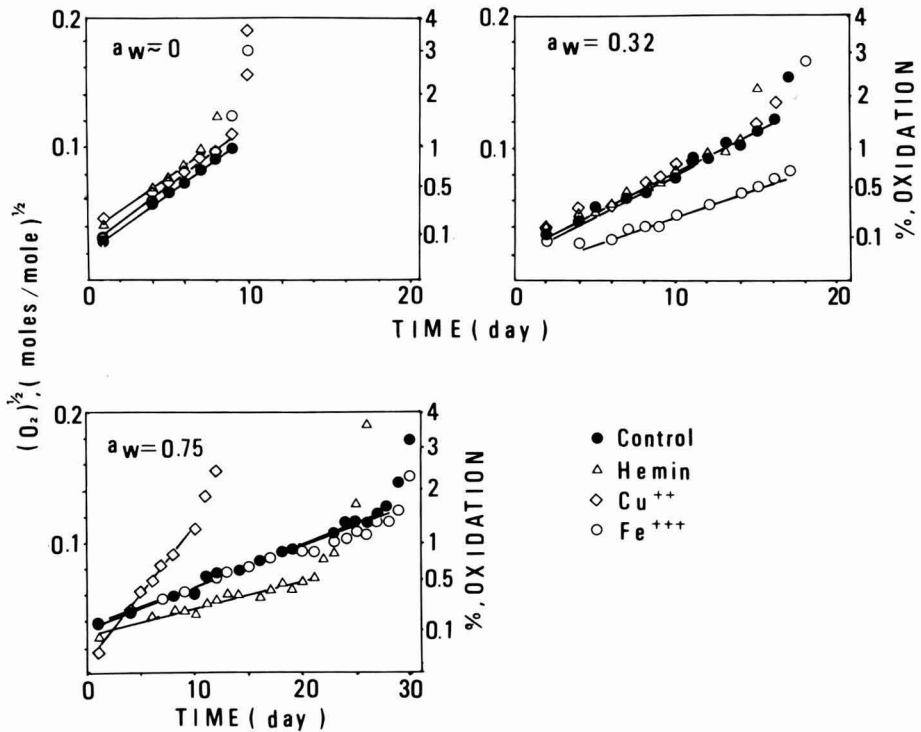 a w ≈ 0
0.2
0.1
4
3
2
1
0.5
0.1
0
10
20
a w = 0.32
0.2
0.1
4
3
2
1
0.5
0.1
0
10
20
%, OXIDATION
TIME ( day )
(O₂)^½, ( moles / mole )^½
a w = 0.75
0.2
0.1
4
3
2
1
0.5
0.1
0
10
20
30
%, OXIDATION
TIME ( day )
Control
Hemin
Cu⁺⁺
Fe⁺⁺⁺